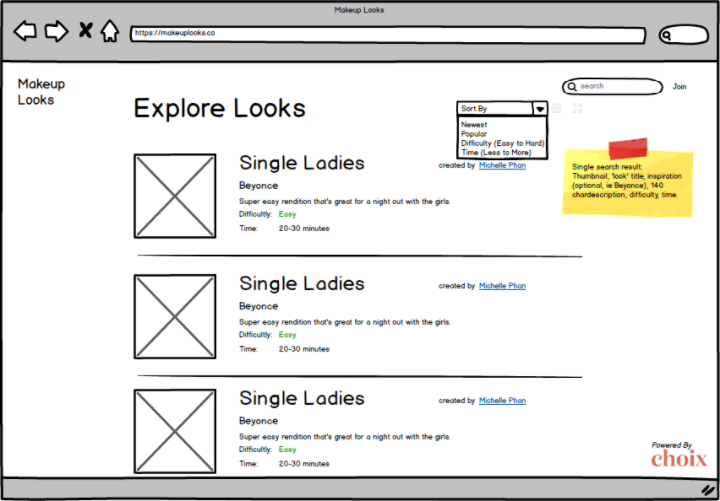 Makeup Looks
https://makeuplooks.co
Makeup
Looks
search
Join
Explore Looks
Sort By
Newest
Popular
Difficulty (Easy to Hard)
Time (Less to More)
Single search result:
Thumbnail, 'look' title, inspiration
(optional, ie Beyonce), 140
chardescription, difficulty, time.
Single Ladies
created by Michelle Phan
Beyonce
Super easy rendition that's great for a night out with the girls.
Difficultly: Easy
Time: 20-30 minutes
Single Ladies
created by Michelle Phan
Beyonce
Super easy rendition that's great for a night out with the girls.
Difficultly: Easy
Time: 20-30 minutes
Single Ladies
created by Michelle Phan
Beyonce
Super easy rendition that's great for a night out with the girls.
Difficultly: Easy
Time: 20-30 minutes
Powered By
choix